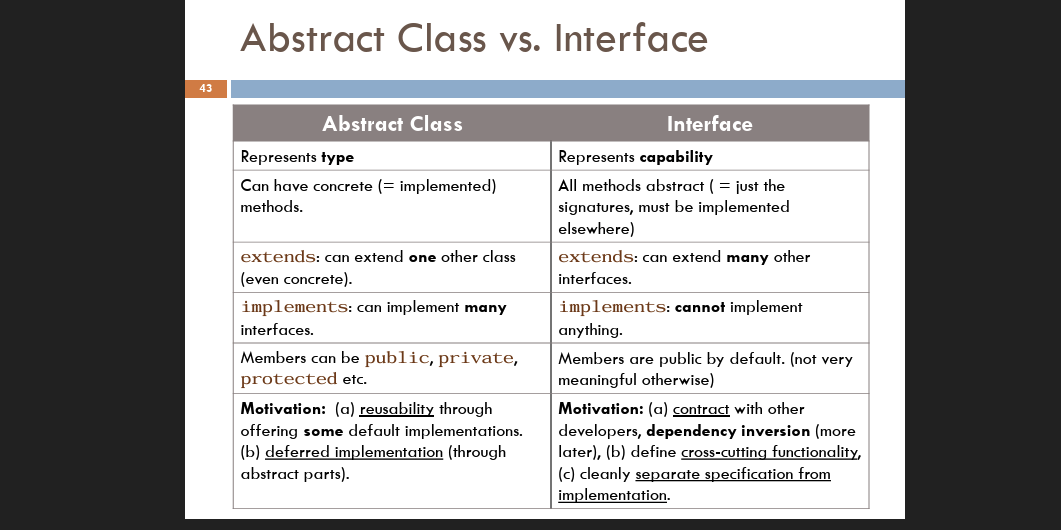 Abstract Class vs. Interface
43
Abstract Class
Interface
Represents type
Represents capability
Can have concrete (= implemented)
methods.
All methods abstract ( = just the
signatures, must be implemented
elsewhere)
extends: can extend one other class
(even concrete).
extends: can extend many other
interfaces.
implements: can implement many
interfaces.
implements: cannot implement
anything.
Members can be public, private,
protected etc.
Members are public by default. (not very
meaningful otherwise)
Motivation: (a) reusability through
offering some default implementations.
(b) deferred implementation (through
abstract parts).
Motivation: (a) contract with other
developers, dependency inversion (more
later), (b) define cross-cutting functionality,
(c) cleanly separate specification from
implementation.